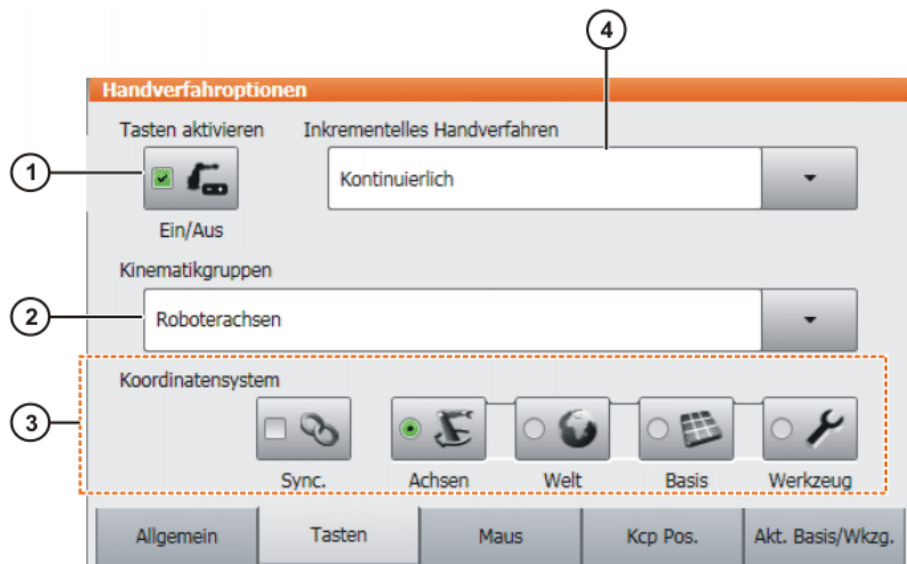 4
Handverfahroptionen
Tasten aktivieren Inkrementelles Handverfahren
1
Kontinuierlich
Ein/Aus
Kinematikgruppen
2
Roboterachsen
Koordinatensystem
3
Sync. Achsen Welt Basis Werkzeug
Allgemein Tasten Maus Kcp Pos. Akt. Basis/Wkzg.